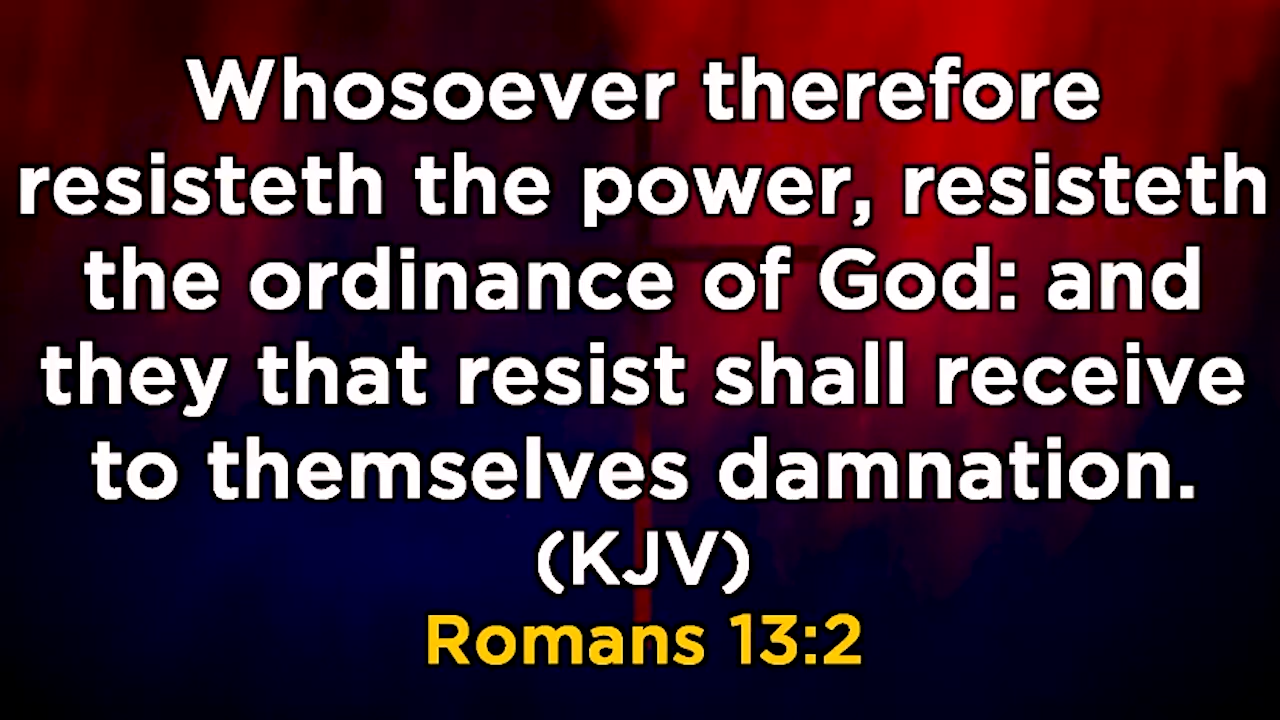 Whosoever therefore
resisteth the power, resisteth
the ordinance of God: and
they that resist shall receive
to themselves damnation.
(KJV)
Romans 13:2